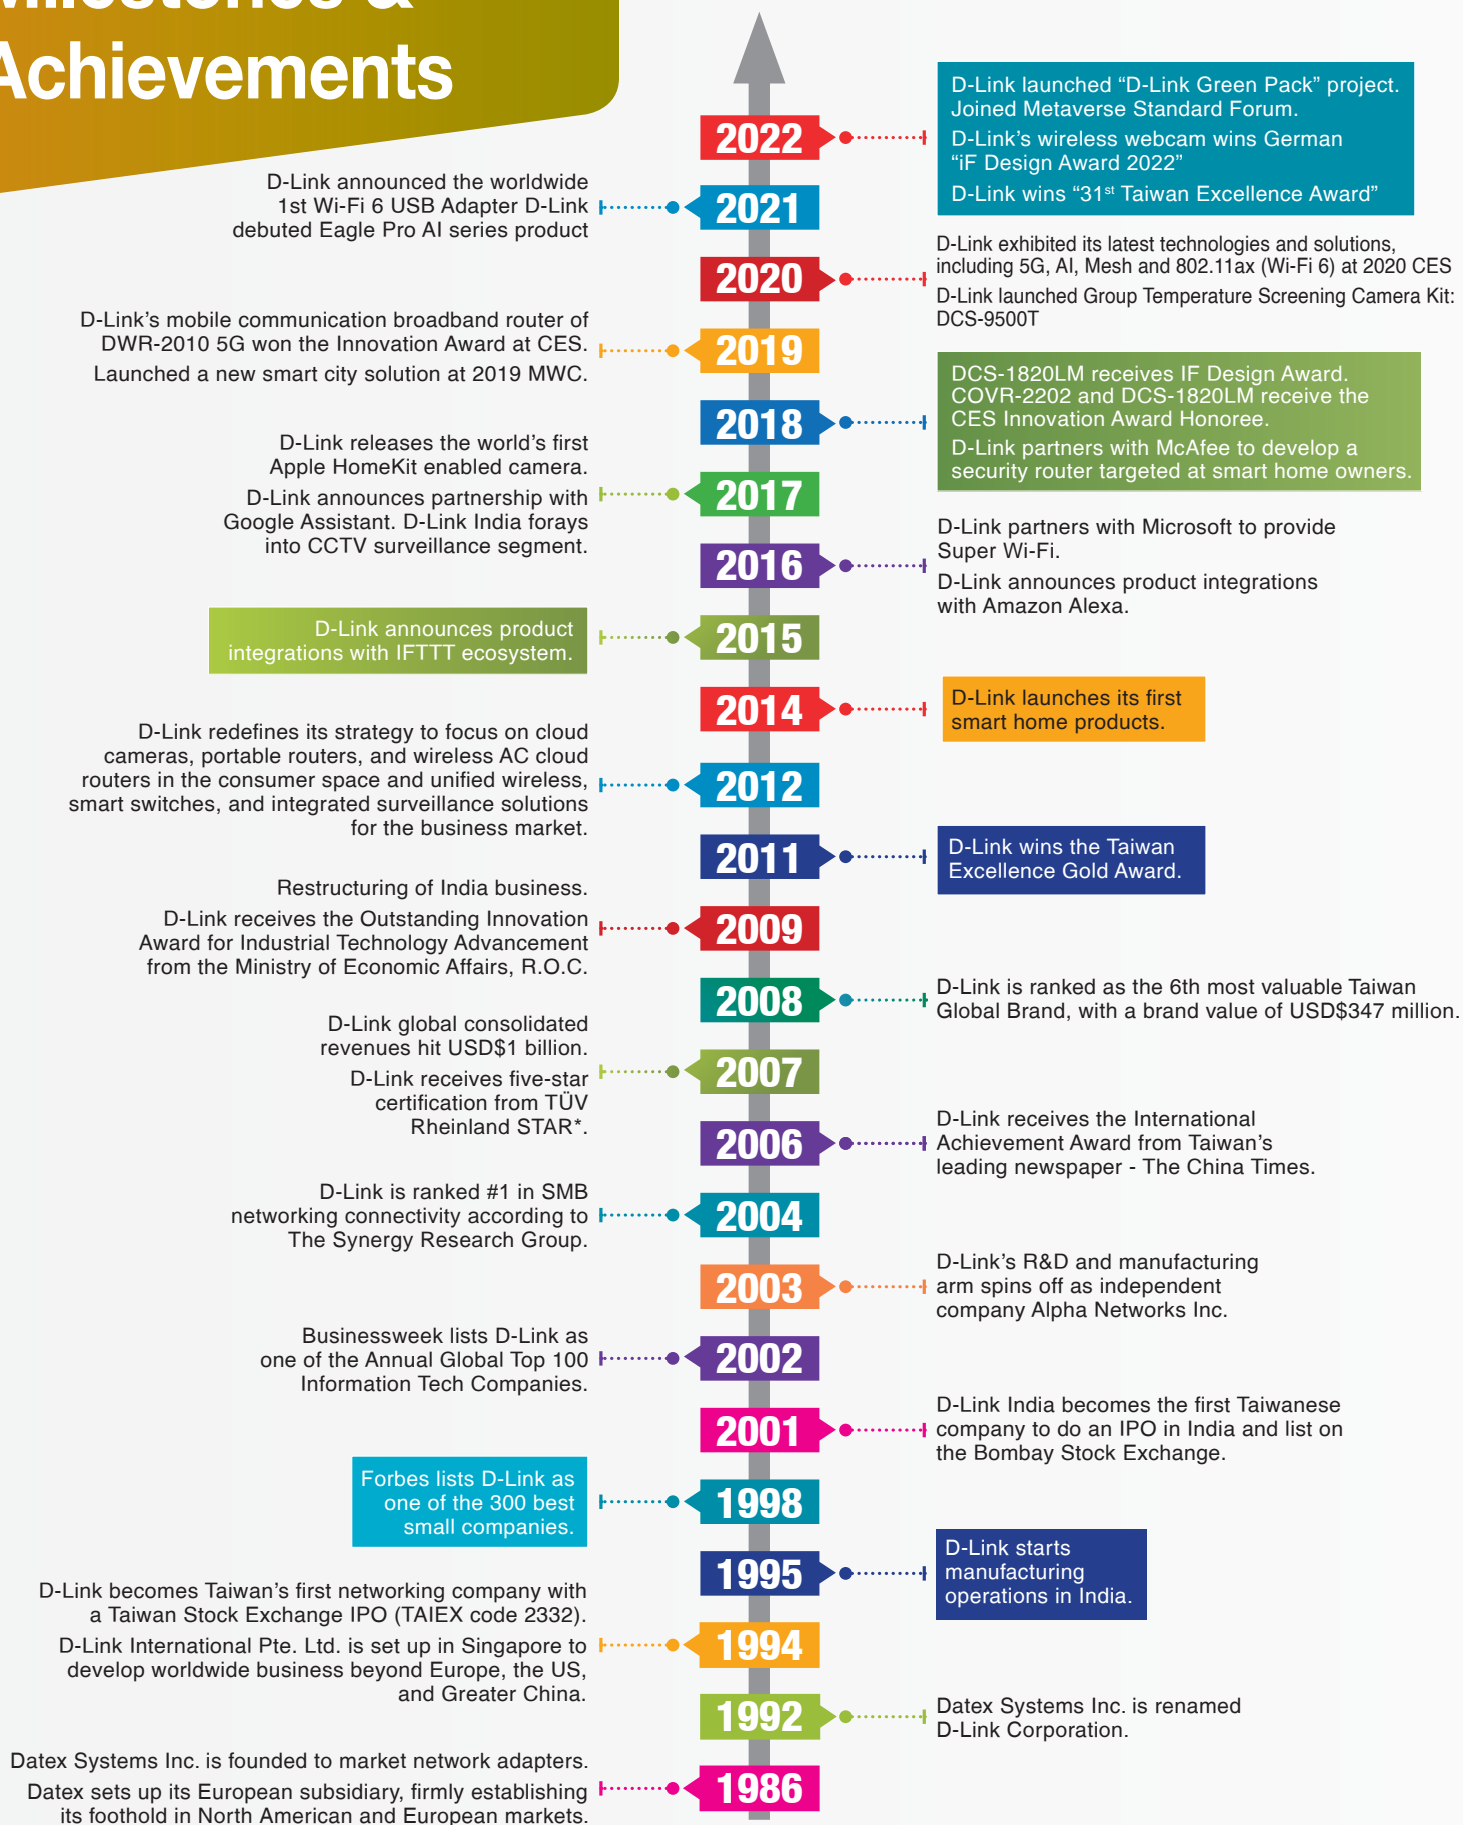 Milestones &
Achievements
2022
D-Link launched “D-Link Green Pack” project.
Joined Metaverse Standard Forum.
D-Link’s wireless webcam wins German
“iF Design Award 2022”
D-Link wins “31st Taiwan Excellence Award”
D-Link announced the worldwide
1st Wi-Fi 6 USB Adapter D-Link
debuted Eagle Pro AI series product
2021
2020
D-Link exhibited its latest technologies and solutions,
including 5G, AI, Mesh and 802.11ax (Wi-Fi 6) at 2020 CES
D-Link launched Group Temperature Screening Camera Kit:
DCS-9500T
D-Link’s mobile communication broadband router of
DWR-2010 5G won the Innovation Award at CES.
Launched a new smart city solution at 2019 MWC.
2019
2018
DCS-1820LM receives IF Design Award.
COVR-2202 and DCS-1820LM receive the
CES Innovation Award Honoree.
D-Link partners with McAfee to develop a
security router targeted at smart home owners.
D-Link releases the world’s first
Apple HomeKit enabled camera.
D-Link announces partnership with
Google Assistant. D-Link India forays
into CCTV surveillance segment.
2017
2016
D-Link partners with Microsoft to provide
Super Wi-Fi.
D-Link announces product integrations
with Amazon Alexa.
D-Link announces product
integrations with IFTTT ecosystem.
2015
2014
D-Link launches its first
smart home products.
D-Link redefines its strategy to focus on cloud
cameras, portable routers, and wireless AC cloud
routers in the consumer space and unified wireless,
smart switches, and integrated surveillance solutions
for the business market.
2012
2011
D-Link wins the Taiwan
Excellence Gold Award.
Restructuring of India business.
D-Link receives the Outstanding Innovation
Award for Industrial Technology Advancement
from the Ministry of Economic Affairs, R.O.C.
2009
2008
D-Link is ranked as the 6th most valuable Taiwan
Global Brand, with a brand value of USD$347 million.
D-Link global consolidated
revenues hit USD$1 billion.
D-Link receives five-star
certification from TÜV
Rheinland STAR*.
2007
2006
D-Link receives the International
Achievement Award from Taiwan’s
leading newspaper - The China Times.
D-Link is ranked #1 in SMB
networking connectivity according to
The Synergy Research Group.
2004
2003
D-Link’s R&D and manufacturing
arm spins off as independent
company Alpha Networks Inc.
Businessweek lists D-Link as
one of the Annual Global Top 100
Information Tech Companies.
2002
2001
D-Link India becomes the first Taiwanese
company to do an IPO in India and list on
the Bombay Stock Exchange.
Forbes lists D-Link as
one of the 300 best
small companies.
1998
1995
D-Link starts
manufacturing
operations in India.
D-Link becomes Taiwan’s first networking company with
a Taiwan Stock Exchange IPO (TAIEX code 2332).
D-Link International Pte. Ltd. is set up in Singapore to
develop worldwide business beyond Europe, the US,
and Greater China.
1994
1992
Datex Systems Inc. is renamed
D-Link Corporation.
Datex Systems Inc. is founded to market network adapters.
Datex sets up its European subsidiary, firmly establishing
its foothold in North American and European markets.
1986